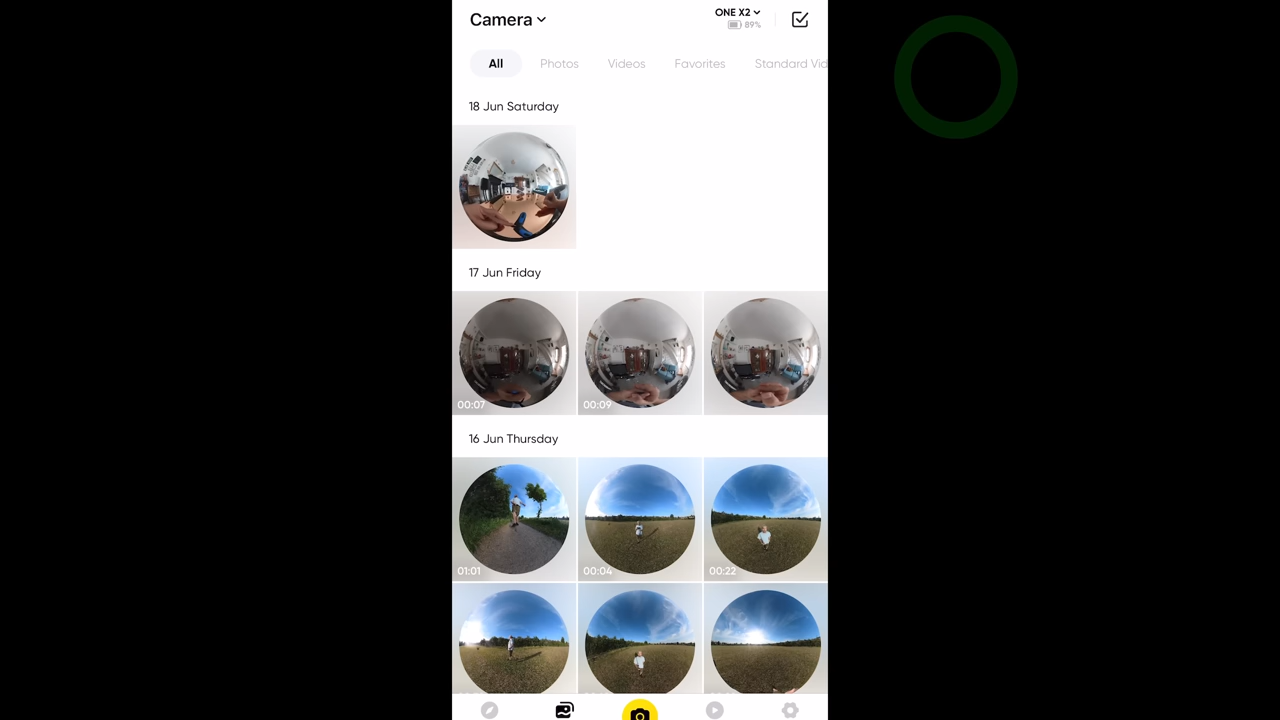 Camera
ONE X2
89%
All Photos Videos Favorites Standard Vid
18 Jun Saturday
17 Jun Friday
00:07 00:09
16 Jun Thursday
01:01 00:04 00:22